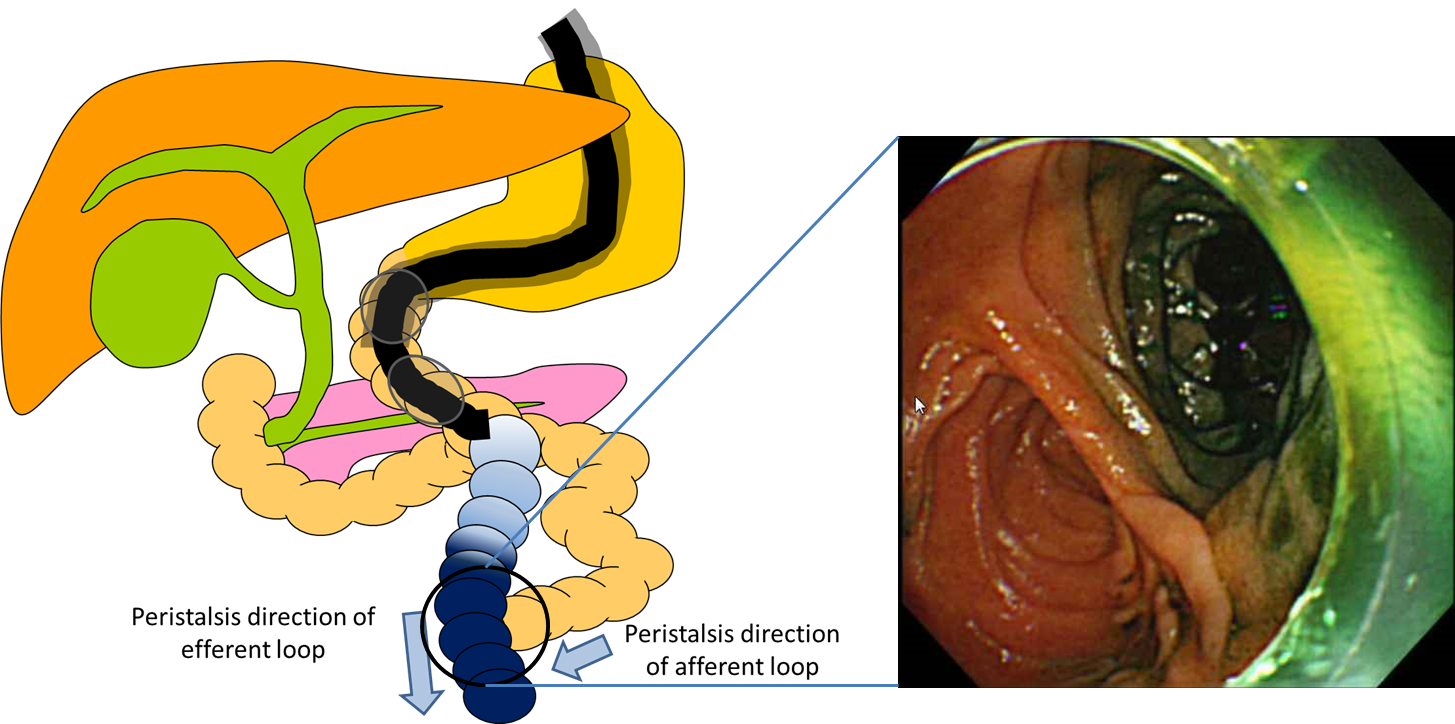 Peristalsis direction of
efferent loop
Peristalsis direction
of afferent loop